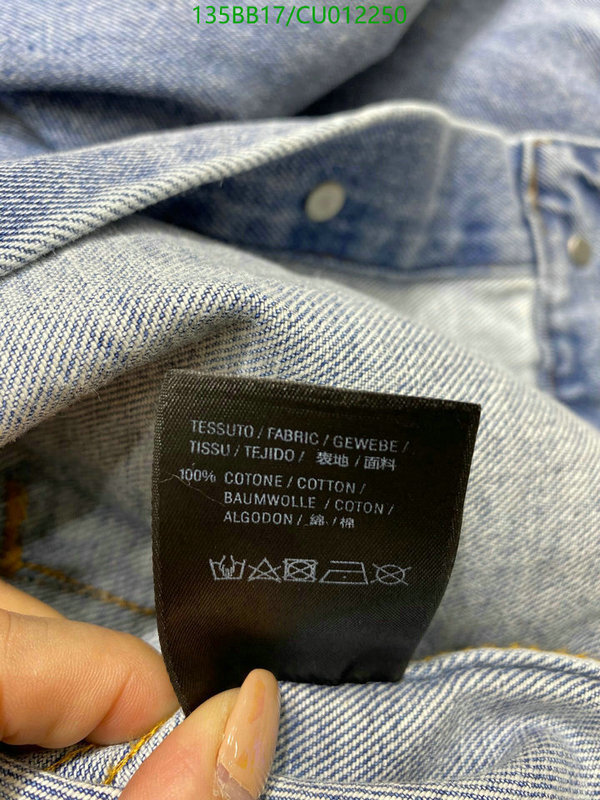 135BB17/CU012250
TESSUTO / FABRIC / GEWEBE /
TISSU / TEJIDO / 表地 / 面料
100% COTONE / COTTON /
BAUMWOLLE / COTON /
ALGODON / 綿 / 棉